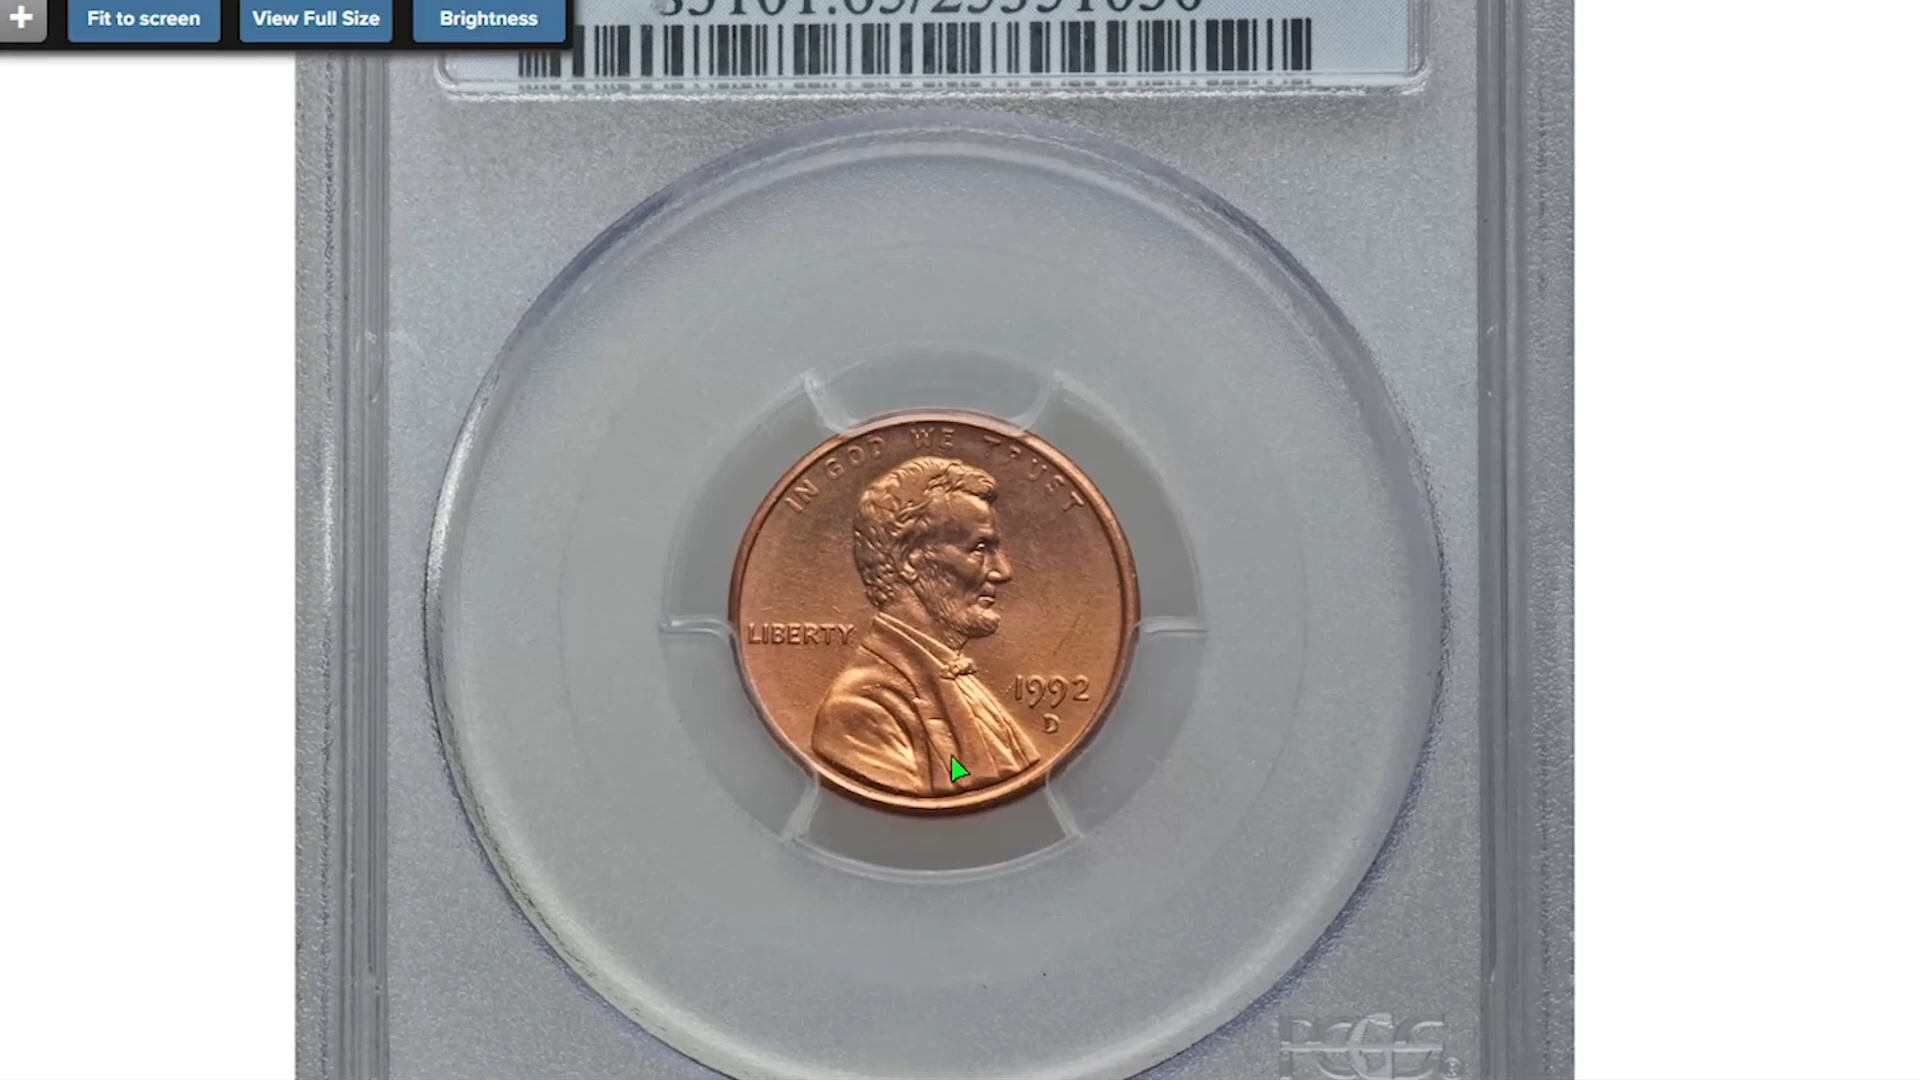 + Fit to screen View Full Size Brightness
IN GOD WE TRUST
LIBERTY
1992
D
PCGS